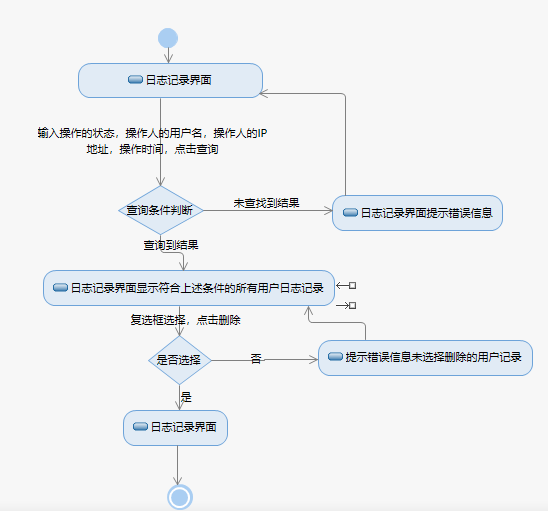 日志记录界面
输入操作的状态，操作人的用户名，操作人的IP
地址，操作时间，点击查询
查询条件判断
未查找到结果
日志记录界面提示错误信息
查询到结果
日志记录界面显示符合上述条件的所有用户日志记录
复选框选择，点击删除
是否选择
否
提示错误信息未选择删除的用户记录
是
日志记录界面